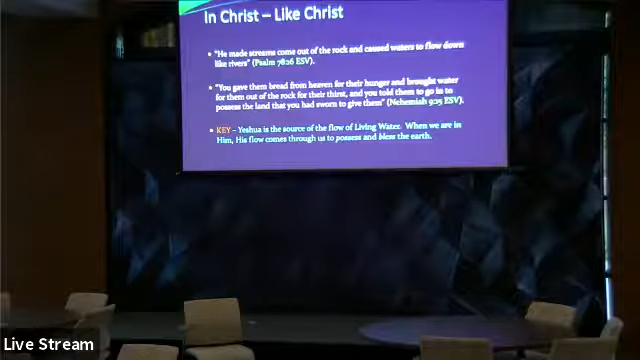 In Christ – Like Christ
• "He made streams come out of the rock and caused waters to flow down
like rivers" (Psalm 78:16 ESV).
• "You gave them bread from heaven for their hunger and brought water
for them out of the rock for their thirst, and you told them to go in to
possess the land that you had sworn to give them" (Nehemiah 9:15 ESV).
• KEY – Yeshua is the source of the flow of Living Water. When we are in
Him, His flow comes through us to possess and bless the earth.
Live Stream